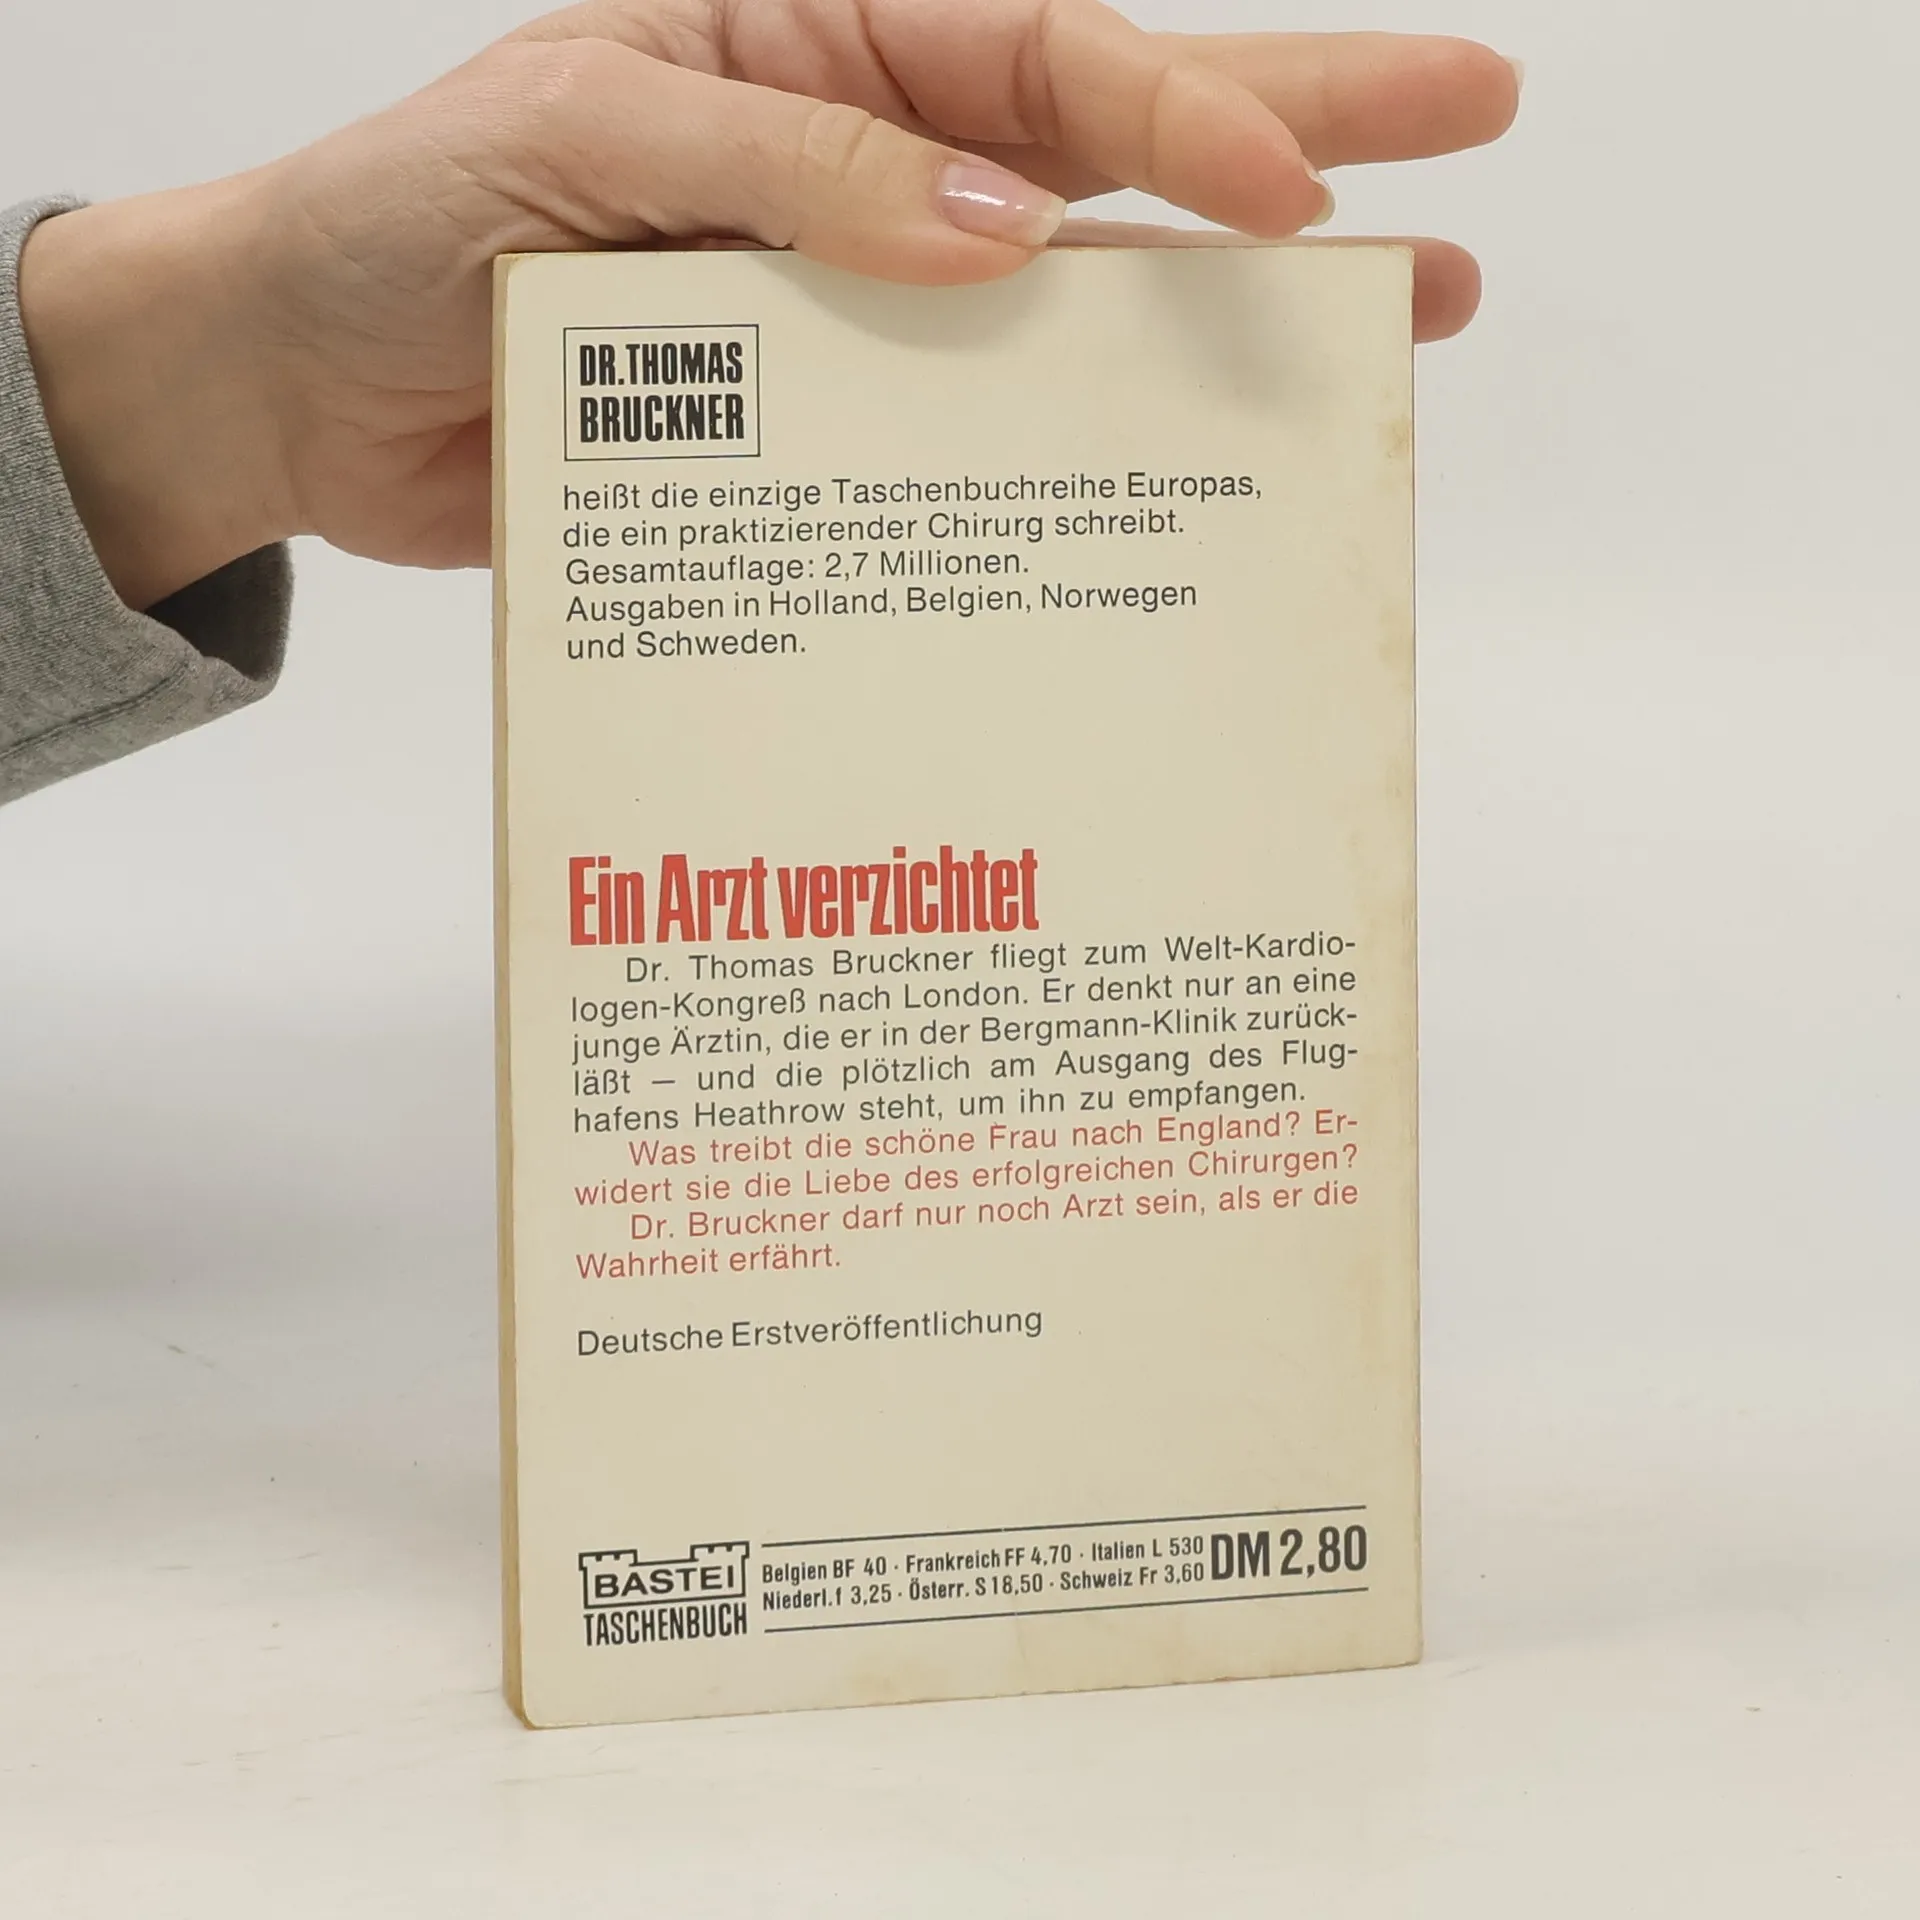 DR.THOMAS
BRUCKNER
heißt die einzige Taschenbuchreihe Europas,
die ein praktizierender Chirurg schreibt.
Gesamtauflage: 2,7 Millionen.
Ausgaben in Holland, Belgien, Norwegen
und Schweden.
Ein Arzt verzichtet
Dr. Thomas Bruckner fliegt zum Welt-Kardio-
logen-Kongreß nach London. Er denkt nur an eine
junge Ärztin, die er in der Bergmann-Klinik zurück-
läßt – und die plötzlich am Ausgang des Flug-
hafens Heathrow steht, um ihn zu empfangen.
Was treibt die schöne Frau nach England? Er-
widert sie die Liebe des erfolgreichen Chirurgen?
Dr. Bruckner darf nur noch Arzt sein, als er die
Wahrheit erfährt.
Deutsche Erstveröffentlichung
BASTEI
TASCHENBUCH
Belgien BF 40 · Frankreich FF 4,70 · Italien L 530
Niederl. f 3,25 · Österr. S 18,50 · Schweiz Fr 3,60
DM 2,80